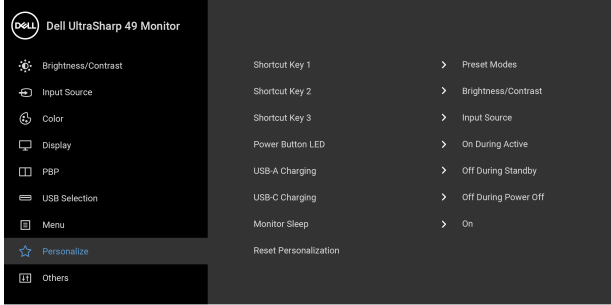 DELL Dell UltraSharp 49 Monitor
Brightness/Contrast
Input Source
Color
Display
PBP
USB Selection
Menu
Personalize
Others
Shortcut Key 1 > Preset Modes
Shortcut Key 2 > Brightness/Contrast
Shortcut Key 3 > Input Source
Power Button LED > On During Active
USB-A Charging > Off During Standby
USB-C Charging > Off During Power Off
Monitor Sleep > On
Reset Personalization